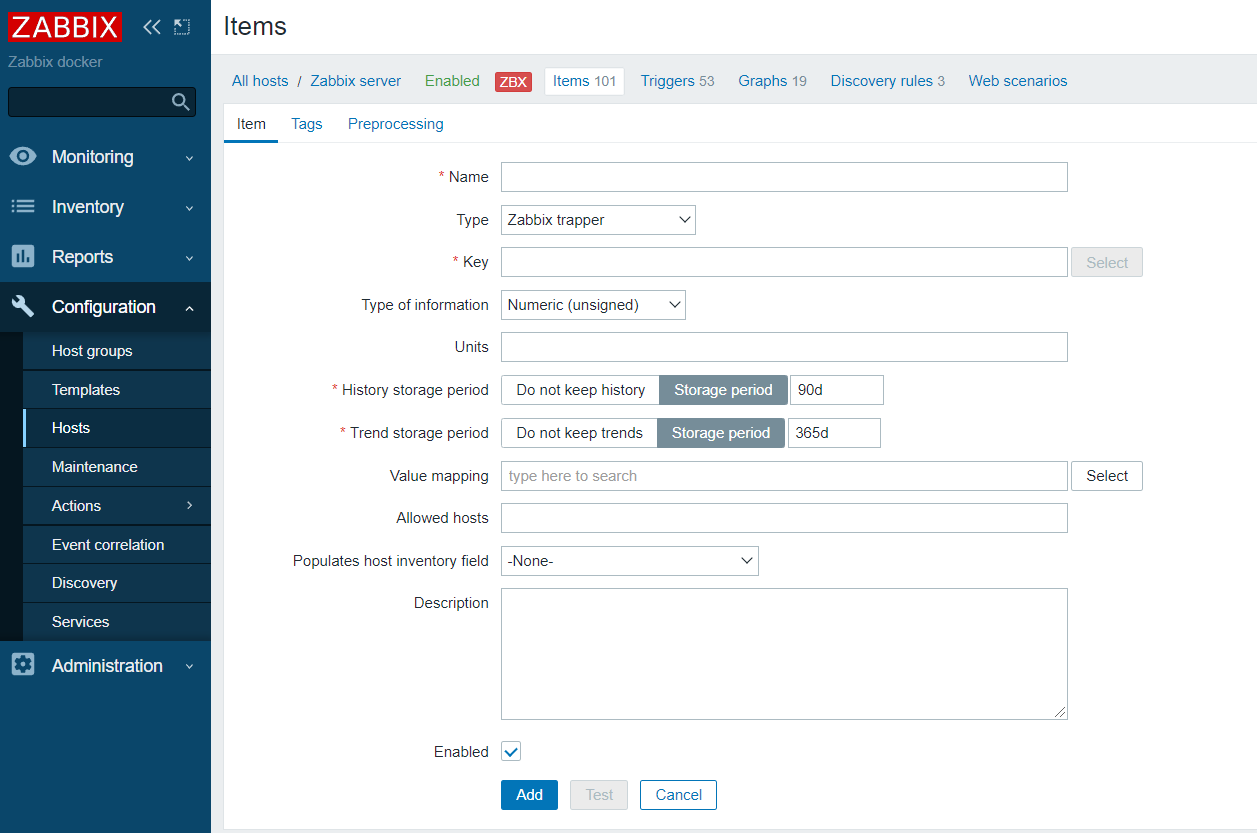 ZABBIX
Zabbix docker
Monitoring
Inventory
Reports
Configuration
Host groups
Templates
Hosts
Maintenance
Actions
Event correlation
Discovery
Services
Administration
Items
All hosts / Zabbix server Enabled ZBX Items 101 Triggers 53 Graphs 19 Discovery rules 3 Web scenarios
Item Tags Preprocessing
* Name
Type Zabbix trapper
* Key Select
Type of information Numeric (unsigned)
Units
* History storage period Do not keep history Storage period 90d
* Trend storage period Do not keep trends Storage period 365d
Value mapping type here to search Select
Allowed hosts
Populates host inventory field -None-
Description
Enabled
Add Test Cancel